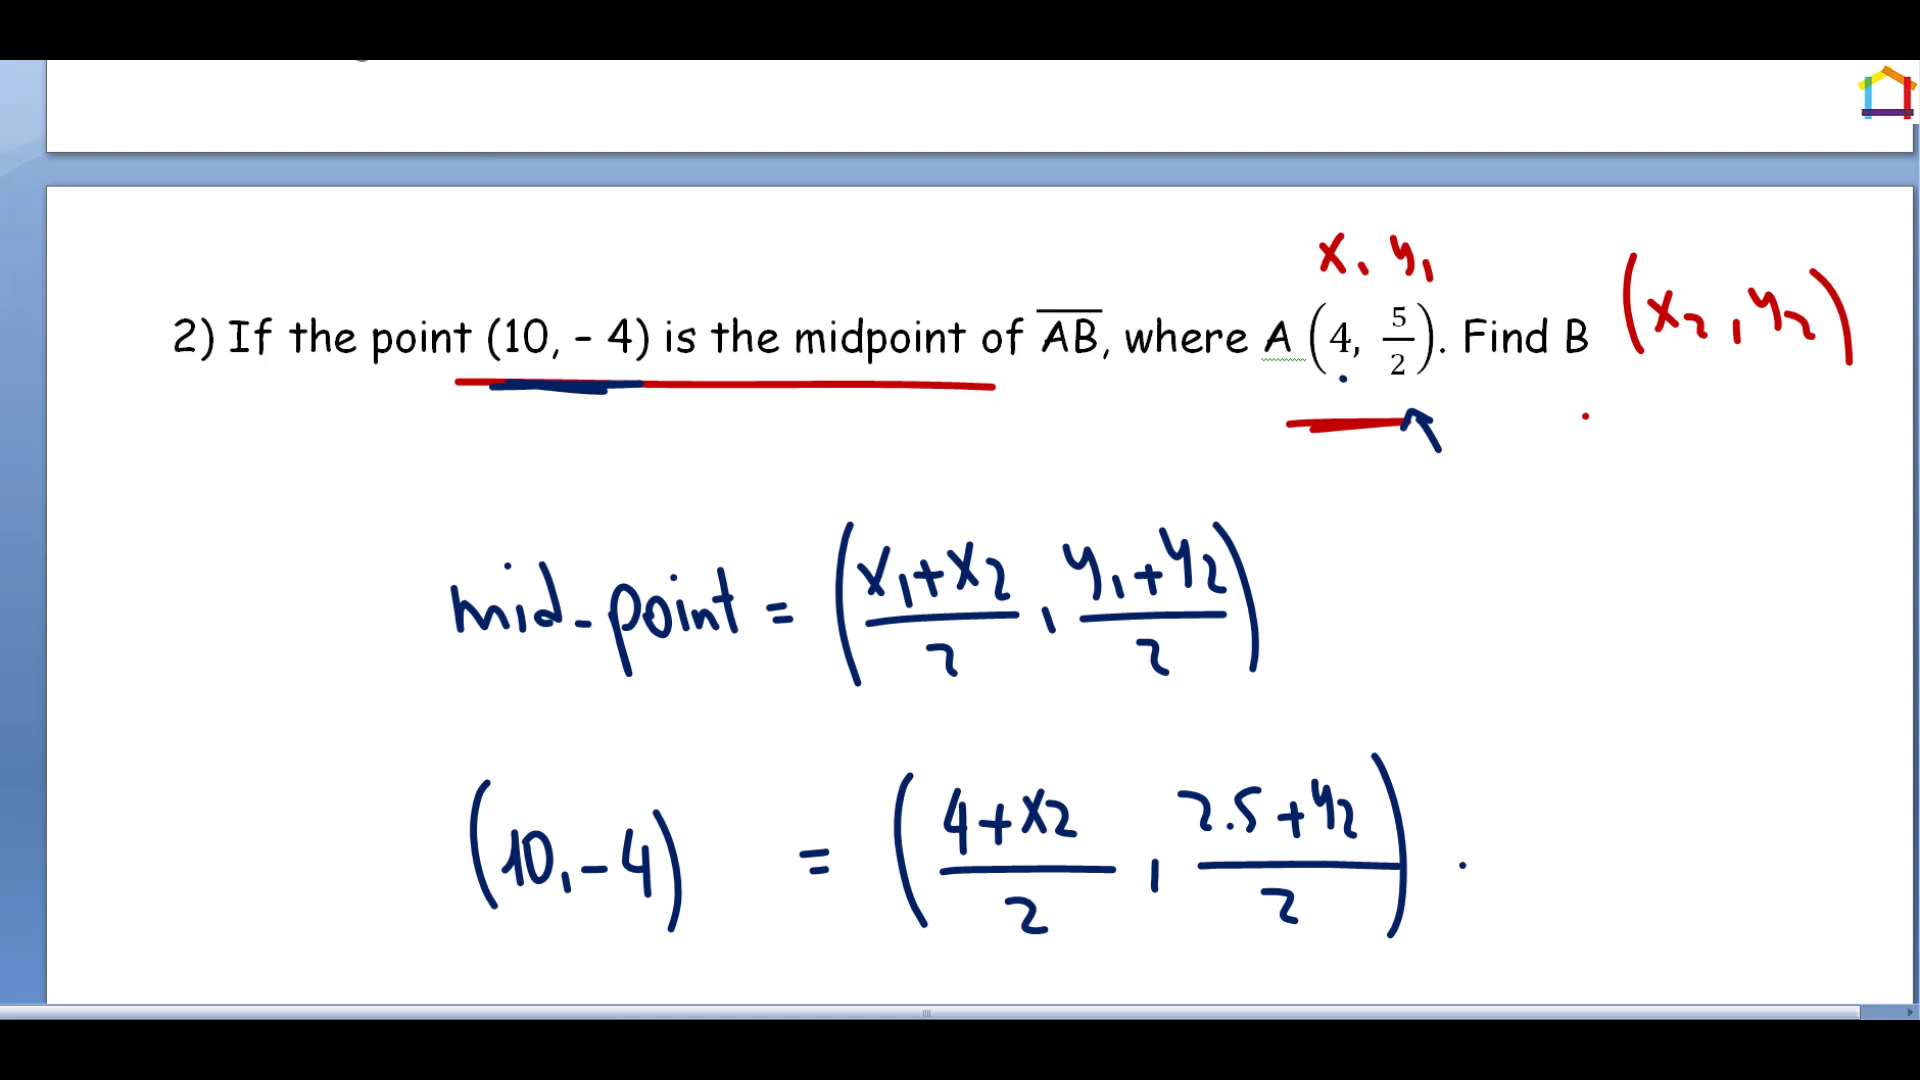 x₁ y₁
2) If the point (10, - 4) is the midpoint of A̅B̅, where A (4, 5/2). Find B (x₂, y₂)
mid-point = (x₁+x₂/2, y₁+y₂/2)
(10, -4) = (4+x₂/2, 2.5+y₂/2)